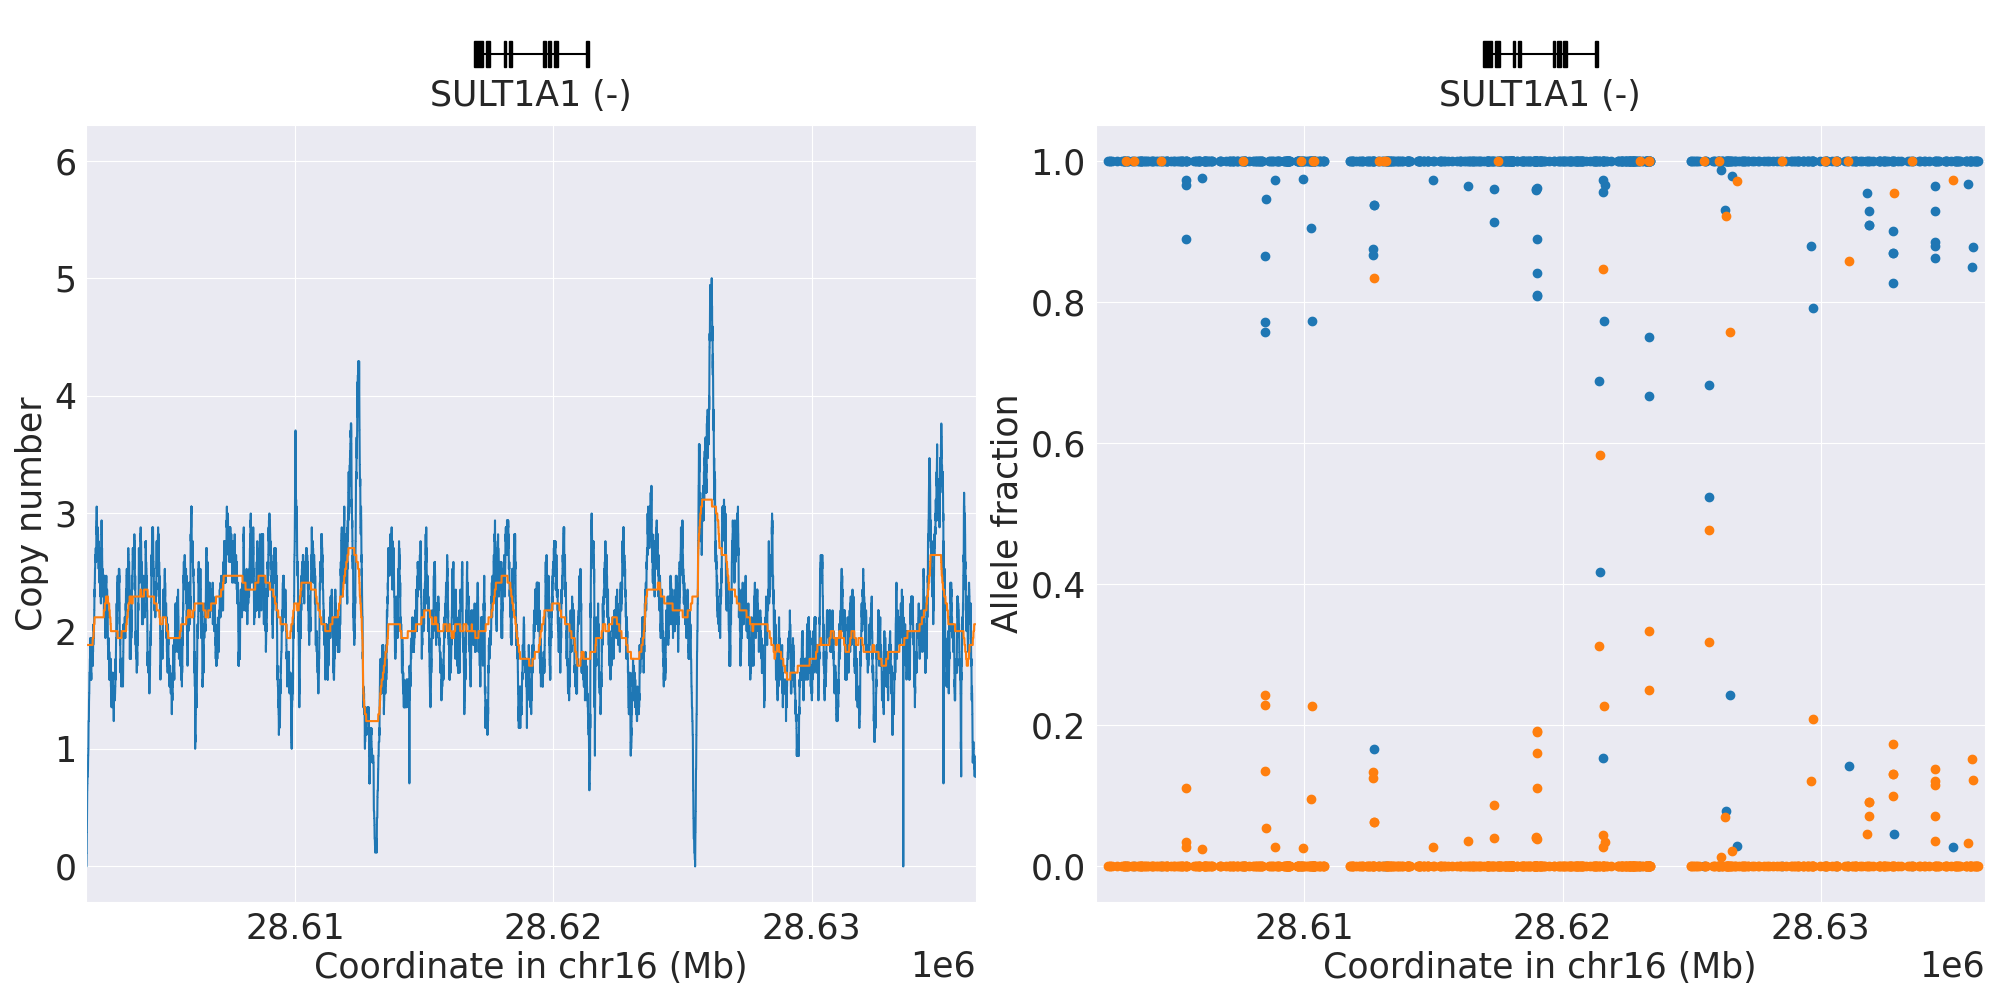 SULT1A1 (-)
6
5
4
3
2
1
0
Copy number
28.61
28.62
28.63
Coordinate in chr16 (Mb)
1e6
SULT1A1 (-)
1.0
0.8
0.6
0.4
0.2
0.0
Allele fraction
28.61
28.62
28.63
Coordinate in chr16 (Mb)
1e6